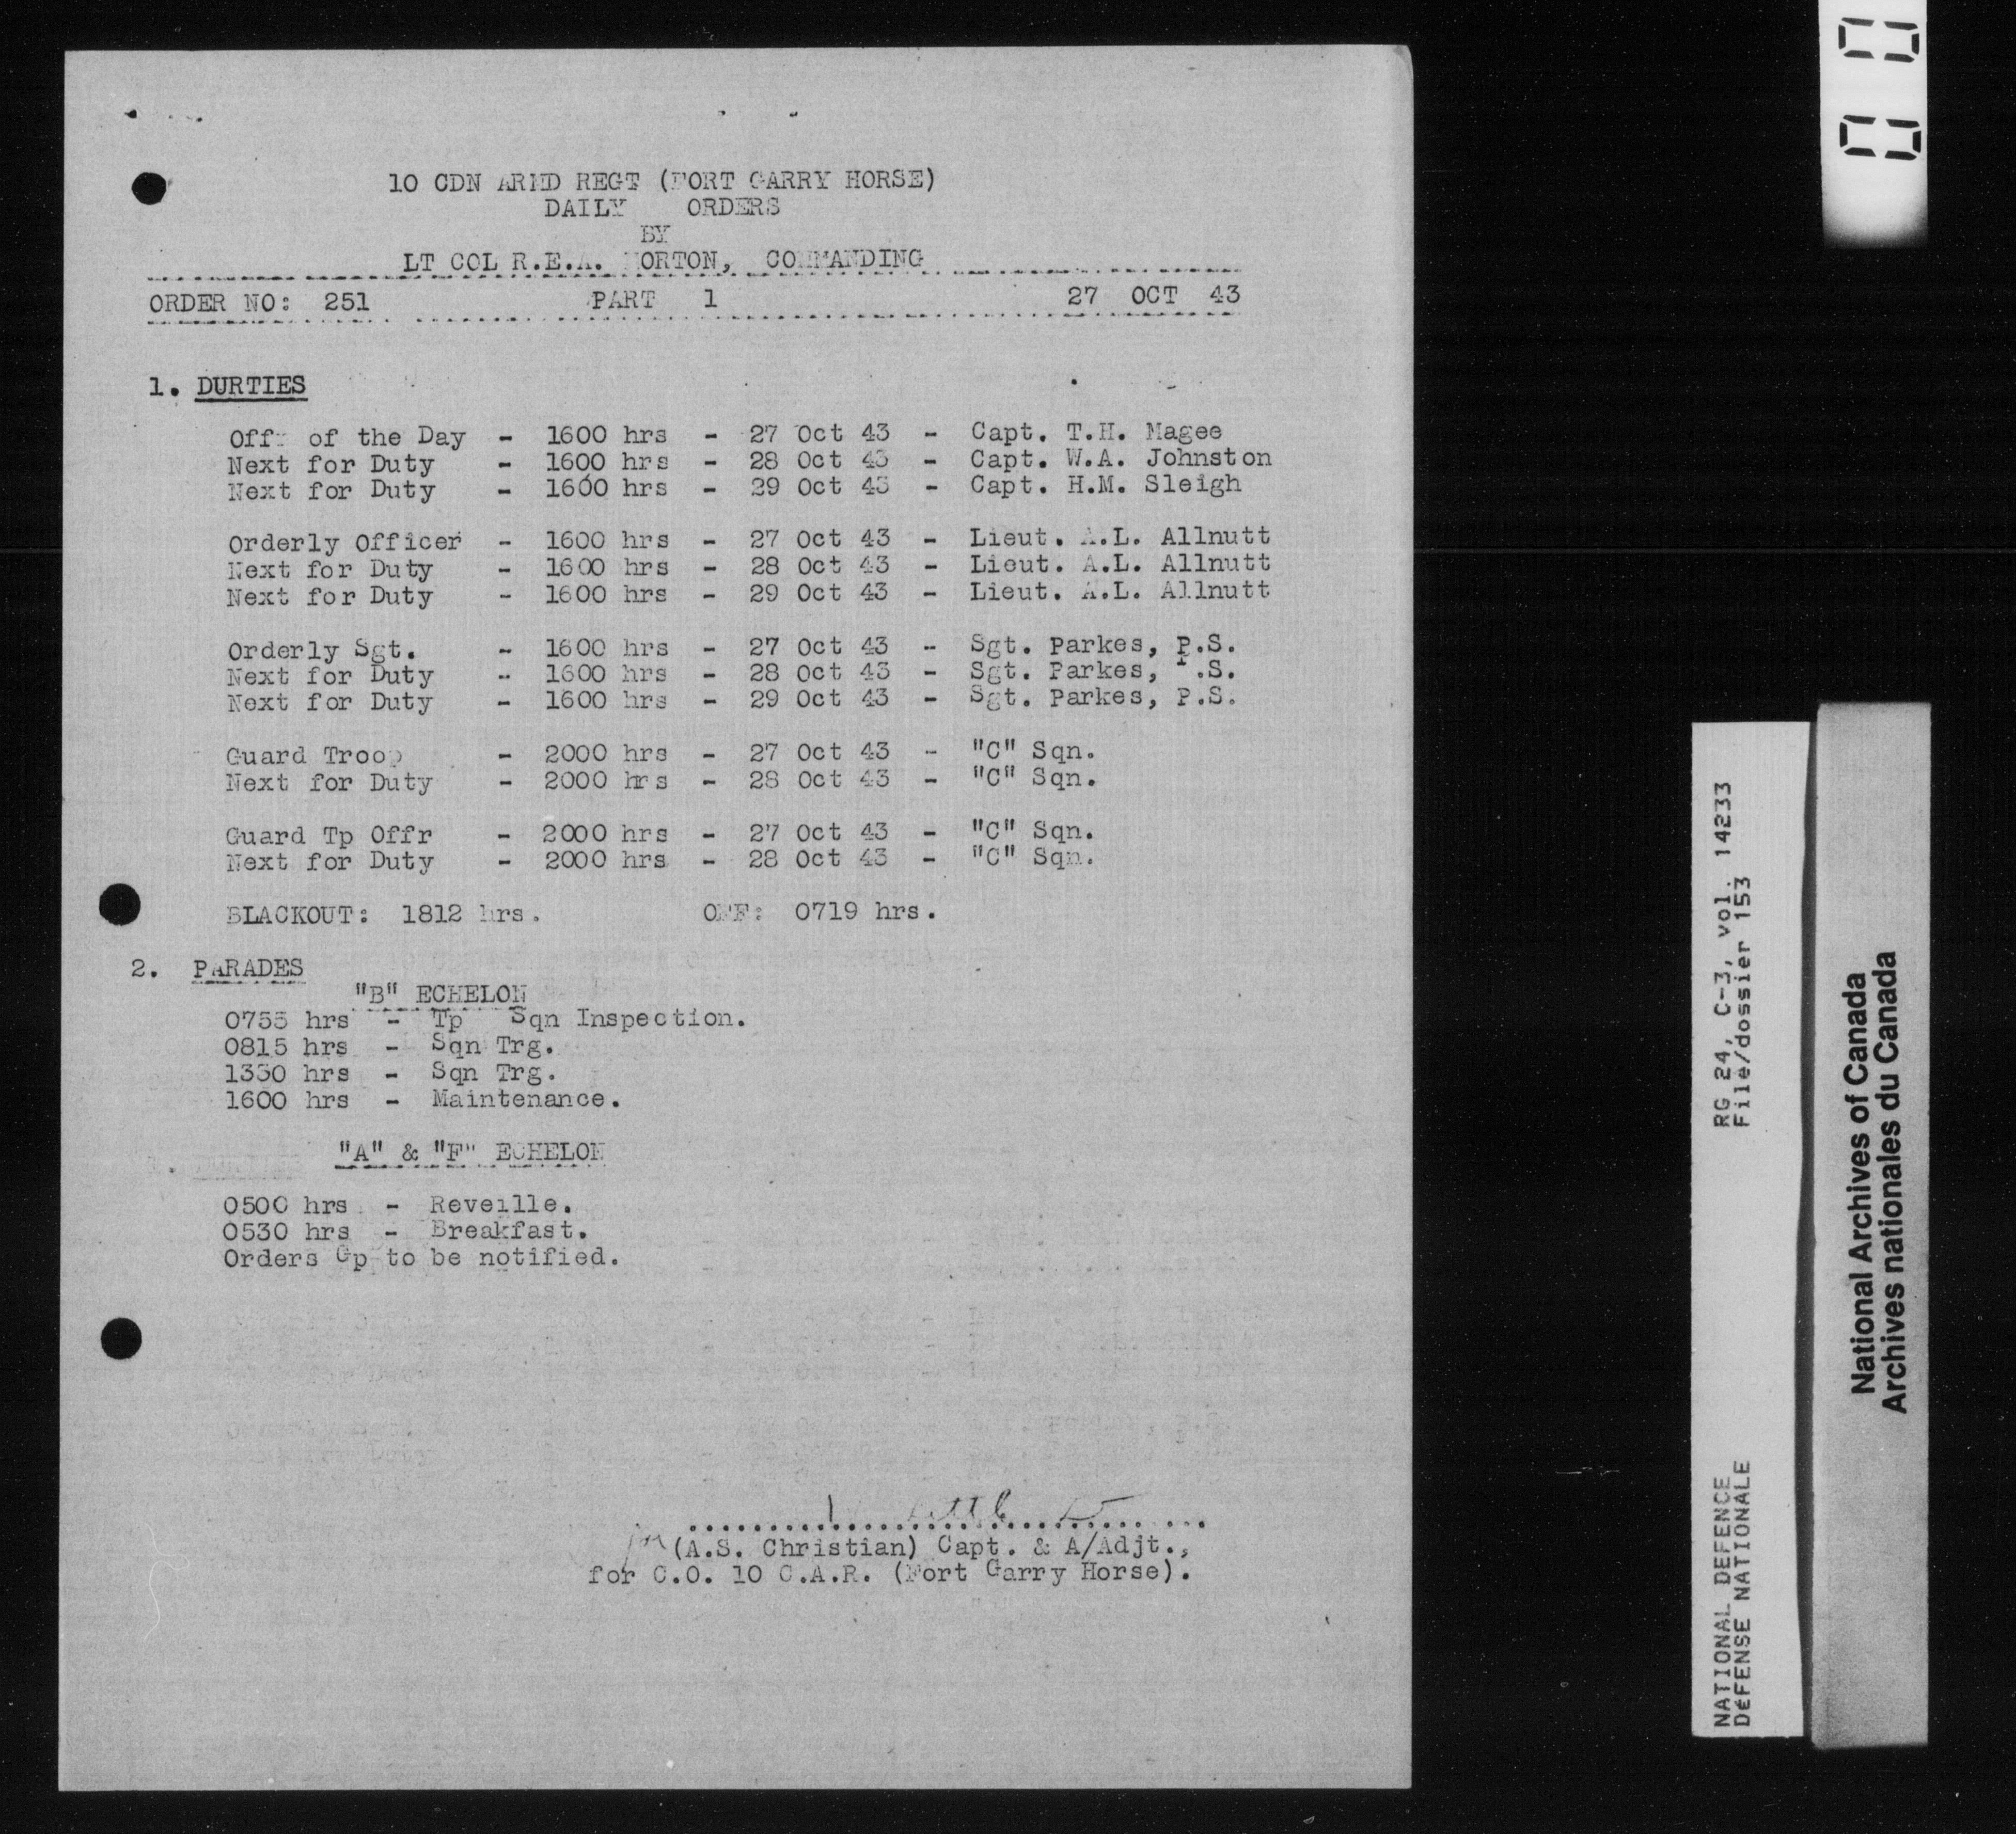 10 CDN ARMD REGT (FORT GARRY HORSE)
DAILY ORDERS
BY
LT COL R.E.A. MORTON, COMMANDING
ORDER NO: 251 PART 1 27 OCT 43
1. DURTIES
Offr of the Day - 1600 hrs - 27 Oct 43 - Capt. T.H. Magee
Next for Duty - 1600 hrs - 28 Oct 43 - Capt. W.A. Johnston
Next for Duty - 1600 hrs - 29 Oct 43 - Capt. H.M. Sleigh
Orderly Officer - 1600 hrs - 27 Oct 43 - Lieut. A.L. Allnutt
Next for Duty - 1600 hrs - 28 Oct 43 - Lieut. A.L. Allnutt
Next for Duty - 1600 hrs - 29 Oct 43 - Lieut. A.L. Allnutt
Orderly Sgt. - 1600 hrs - 27 Oct 43 - Sgt. Parkes, P.S.
Next for Duty - 1600 hrs - 28 Oct 43 - Sgt. Parkes, P.S.
Next for Duty - 1600 hrs - 29 Oct 43 - Sgt. Parkes, P.S.
Guard Troop - 2000 hrs - 27 Oct 43 - "C" Sqn.
Next for Duty - 2000 hrs - 28 Oct 43 - "C" Sqn.
Guard Tp Offr - 2000 hrs - 27 Oct 43 - "C" Sqn.
Next for Duty - 2000 hrs - 28 Oct 43 - "C" Sqn.
BLACKOUT: 1812 hrs. OFF: 0719 hrs.
2. PARADES
"B" ECHELON
0755 hrs - Tp Sqn Inspection.
0815 hrs - Sqn Trg.
1330 hrs - Sqn Trg.
1600 hrs - Maintenance.
"A" & "F" ECHELON
0500 hrs - Reveille.
0530 hrs - Breakfast.
Orders Gp to be notified.
for (A.S. Christian) Capt. & A/Adjt.,
for C.O. 10 C.A.R. (Fort Garry Horse).
RG 24, C-3, vol. 14233
File/dossier 153
NATIONAL DEFENCE
DéFENSE NATIONALE
National Archives of Canada
Archives nationales du Canada